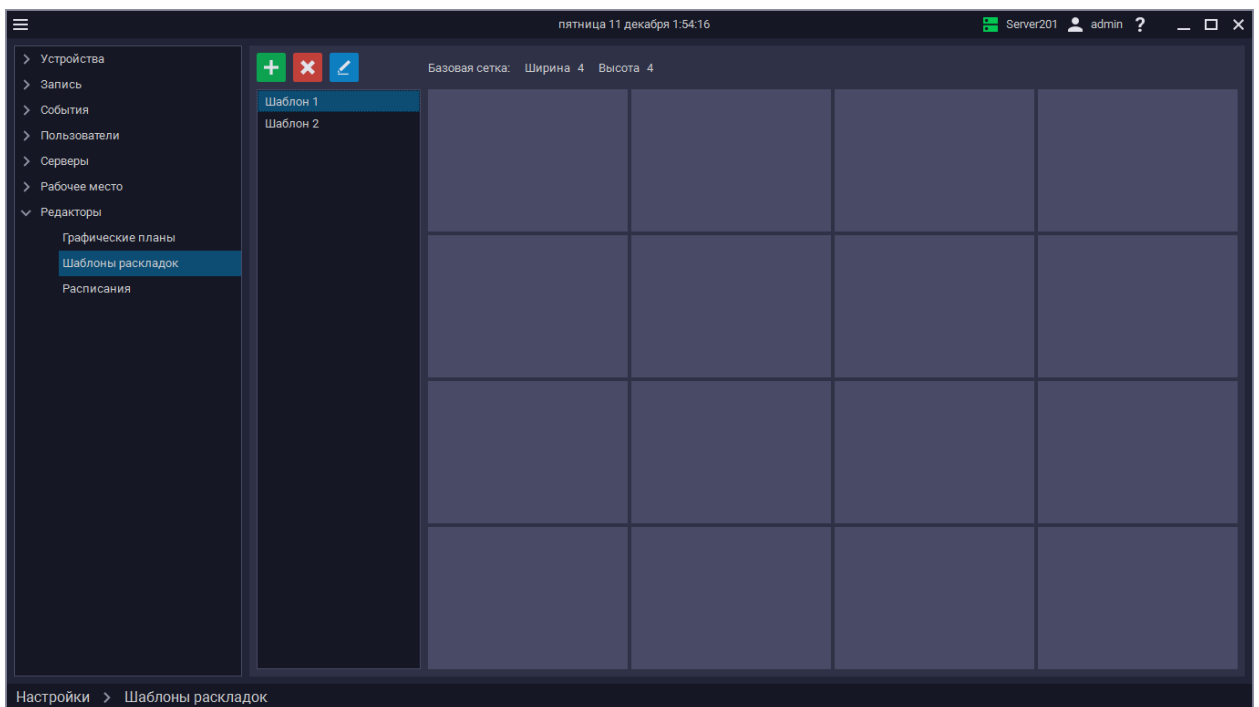 пятница 11 декабря 1:54:16
Server201 admin ?
Устройства
Запись
События
Пользователи
Серверы
Рабочее место
Редакторы
Графические планы
Шаблоны раскладок
Расписания
Базовая сетка: Ширина 4 Высота 4
Шаблон 1
Шаблон 2
Настройки > Шаблоны раскладок